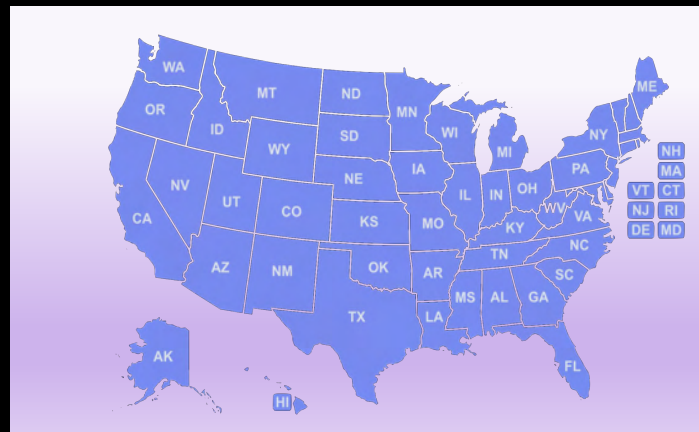 WA
MT
ND
MN
ME
OR
ID
SD
WI
NY
WY
MI
NH
IA
PA
MA
NE
NV
UT
IL
IN
OH
VT CT
CO
CA
KS
MO
WV
VA
NJ RI
KY
DE MD
NC
TN
AZ
NM
OK
AR
SC
MS
AL
GA
TX
LA
AK
FL
HI